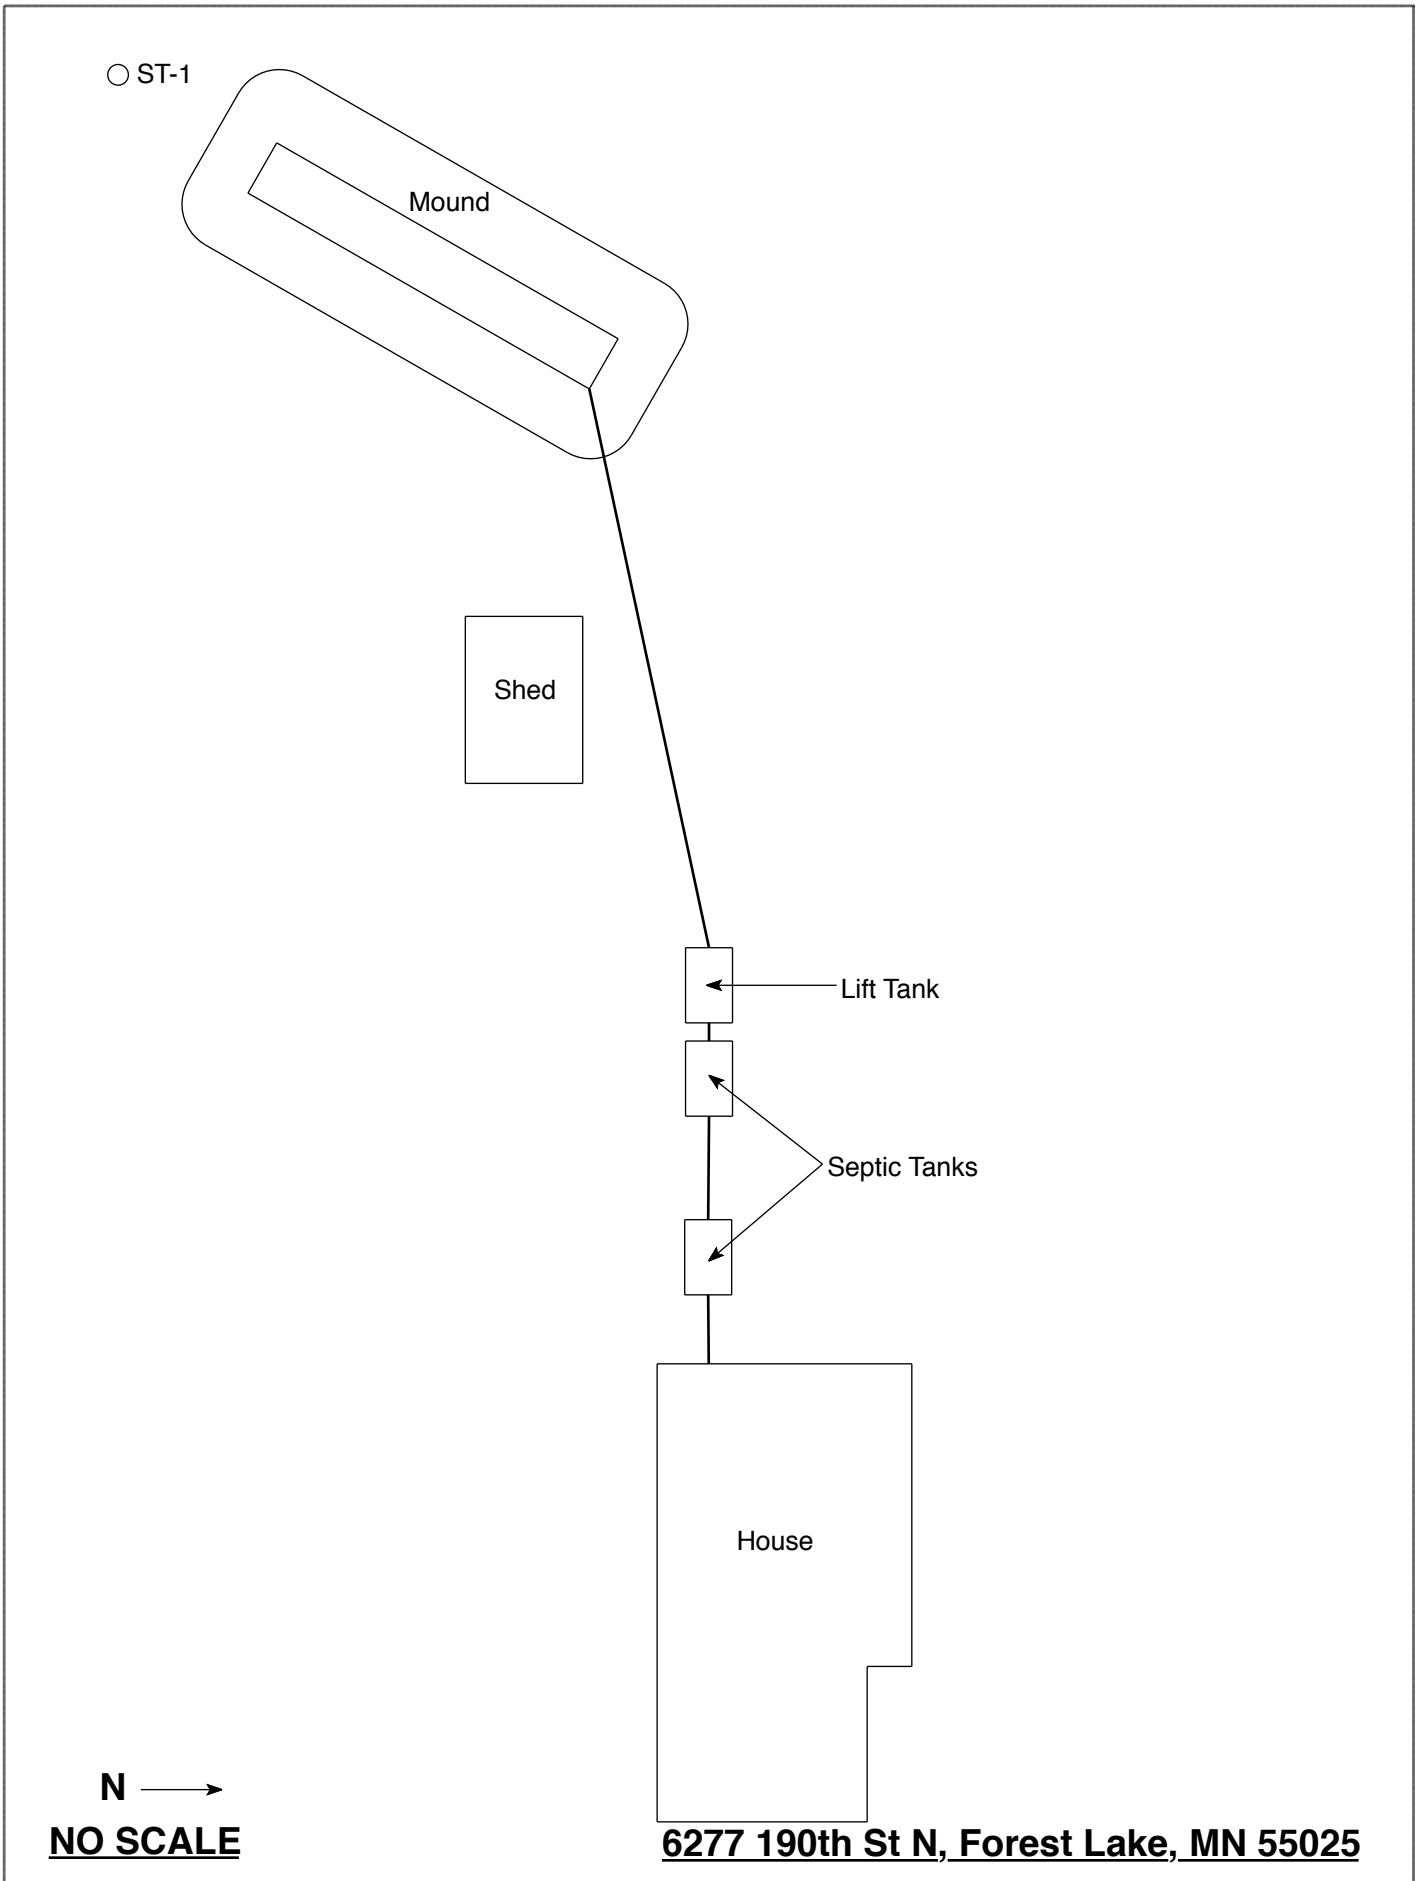 ST-1
Mound
Shed
Lift Tank
Septic Tanks
House
N
NO SCALE
6277 190th St N, Forest Lake, MN 55025